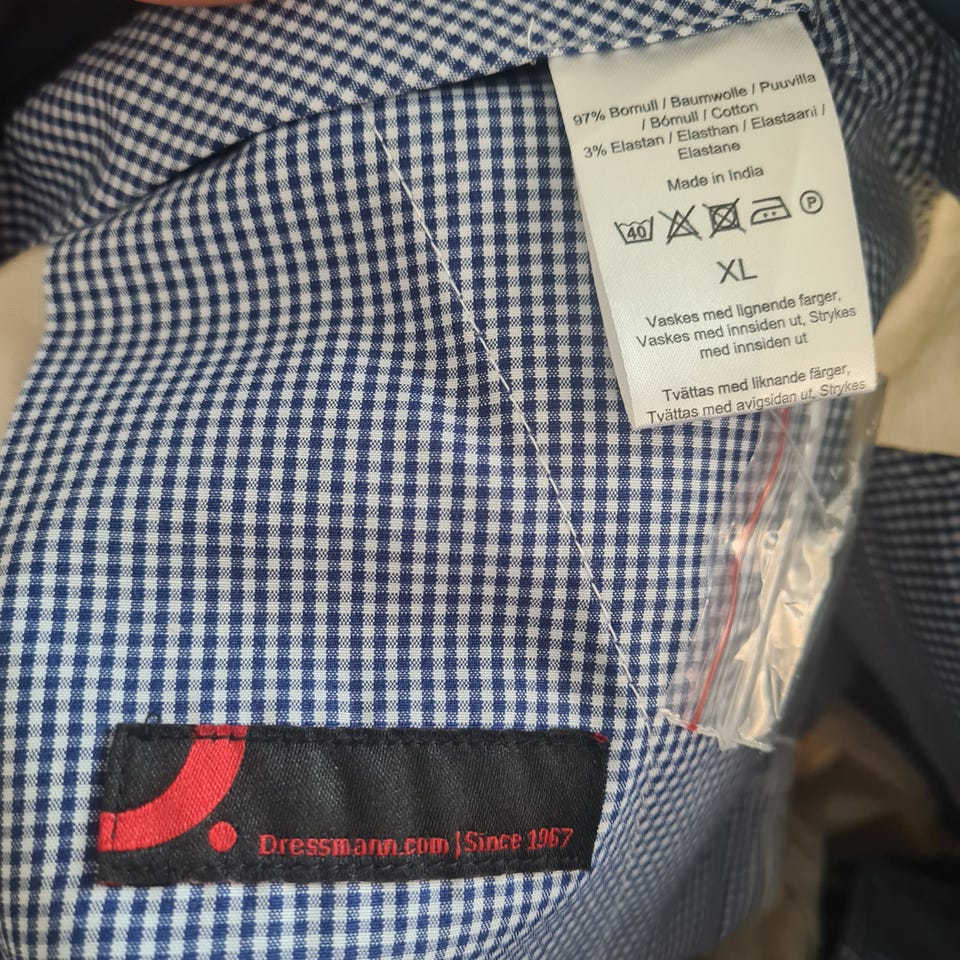 97% Bomull / Baumwolle / Puuvilla
/ Bómull / Cotton
3% Elastan / Elasthan / Elastaani /
Elastane
Made in India
40 P
XL
Vaskes med lignende farger,
Vaskes med innsiden ut, Strykes
med innsiden ut
Tvättas med liknande färger,
Tvättas med avigsidan ut, Strykes
Dressmann.com | Since 1967